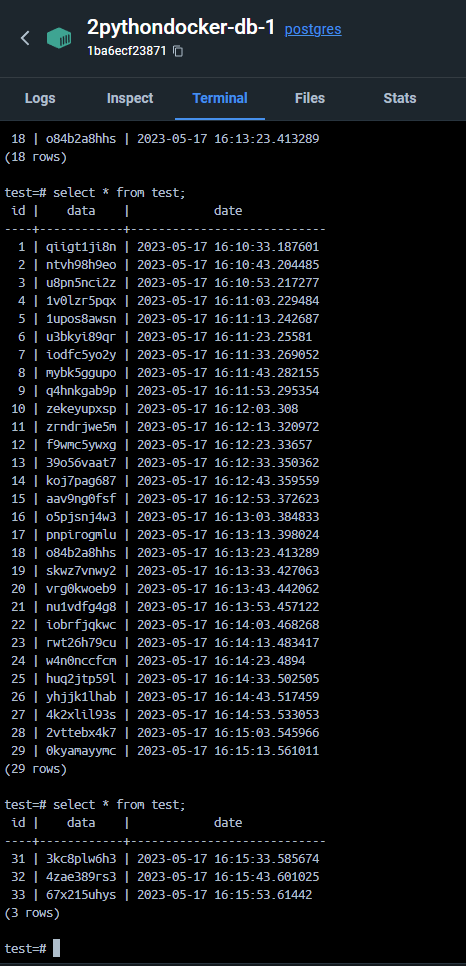 2pythondocker-db-1 postgres
1ba6ecf23871
Logs Inspect Terminal Files Stats
18 | o84b2a8hhs | 2023-05-17 16:13:23.413289
(18 rows)
test=# select * from test;
id | data | date
----+------------+----------------------------
1 | qiigt1ji8n | 2023-05-17 16:10:33.187601
2 | ntvh98h9eo | 2023-05-17 16:10:43.204485
3 | u8pn5nci2z | 2023-05-17 16:10:53.217277
4 | 1v0lzr5pqx | 2023-05-17 16:11:03.229484
5 | 1upos8awsn | 2023-05-17 16:11:13.242687
6 | u3bkyi89qr | 2023-05-17 16:11:23.25581
7 | iodfc5yo2y | 2023-05-17 16:11:33.269052
8 | mybk5ggupo | 2023-05-17 16:11:43.282155
9 | q4hnkgab9p | 2023-05-17 16:11:53.295354
10 | zekeyupxsp | 2023-05-17 16:12:03.308
11 | zrndrjwe5m | 2023-05-17 16:12:13.320972
12 | f9wmc5ywxg | 2023-05-17 16:12:23.33657
13 | 39o56vaat7 | 2023-05-17 16:12:33.350362
14 | koj7pag687 | 2023-05-17 16:12:43.359559
15 | aav9ng0fsf | 2023-05-17 16:12:53.372623
16 | o5pjsnj4w3 | 2023-05-17 16:13:03.384833
17 | pnpirogmlu | 2023-05-17 16:13:13.398024
18 | o84b2a8hhs | 2023-05-17 16:13:23.413289
19 | skwz7vnwy2 | 2023-05-17 16:13:33.427063
20 | vrg0kwoeb9 | 2023-05-17 16:13:43.442062
21 | nu1vdfg4g8 | 2023-05-17 16:13:53.457122
22 | iobrfjqkwc | 2023-05-17 16:14:03.468268
23 | rwt26h79cu | 2023-05-17 16:14:13.483417
24 | w4n0nccfcm | 2023-05-17 16:14:23.4894
25 | huq2jtp59l | 2023-05-17 16:14:33.502505
26 | yhjjk1lhab | 2023-05-17 16:14:43.517459
27 | 4k2xlil93s | 2023-05-17 16:14:53.533053
28 | 2vttebx4k7 | 2023-05-17 16:15:03.545966
29 | 0kyamayymc | 2023-05-17 16:15:13.561011
(29 rows)
test=# select * from test;
id | data | date
----+------------+----------------------------
31 | 3kc8plw6h3 | 2023-05-17 16:15:33.585674
32 | 4zae389rs3 | 2023-05-17 16:15:43.601025
33 | 67x215uhys | 2023-05-17 16:15:53.61442
(3 rows)
test=#